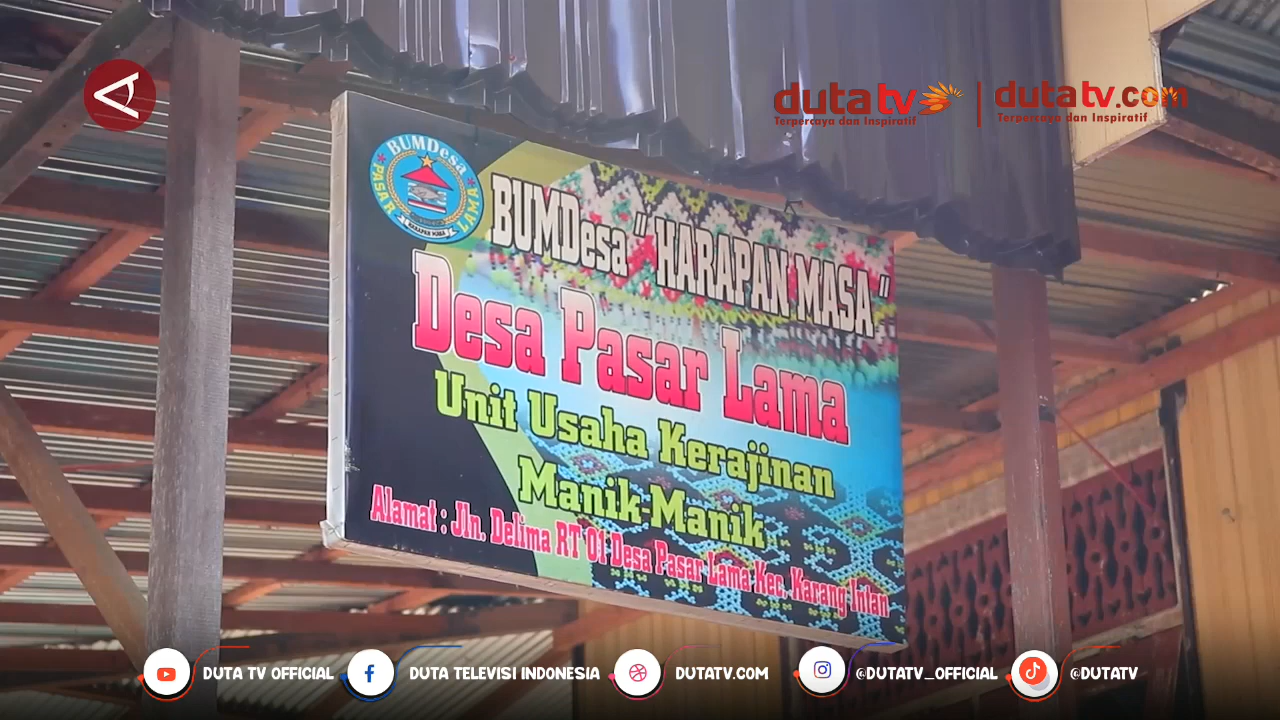 dutatv
Terpercaya dan Inspiratif
dutatv.com
Terpercaya dan Inspiratif
BUMDesa
PASAR LAMA
HARAPAN MASA
BUMDesa "HARAPAN MASA"
Desa Pasar Lama
Unit Usaha Kerajinan
Manik-Manik
Alamat : Jln. Delima RT 01 Desa Pasar Lama Kec. Karang Intan
DUTA TV OFFICIAL
DUTA TELEVISI INDONESIA
DUTATV.COM
@DUTATV_OFFICIAL
@DUTATV